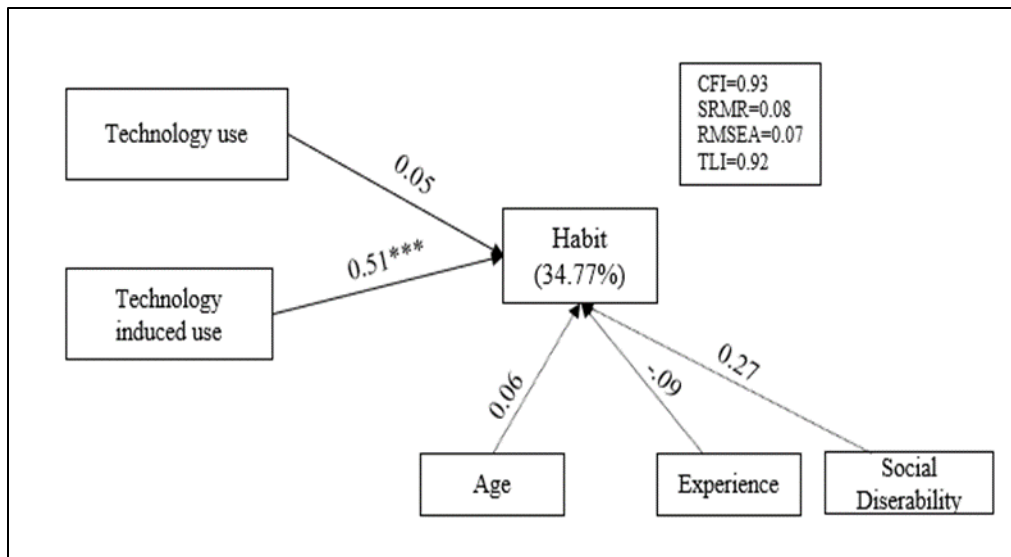 CFI=0.93
SRMR=0.08
RMSEA=0.07
TLI=0.92
Technology use
0.05
Habit
(34.77%)
0.51***
Technology
induced use
0.06
-.09
0.27
Age
Experience
Social
Diserability